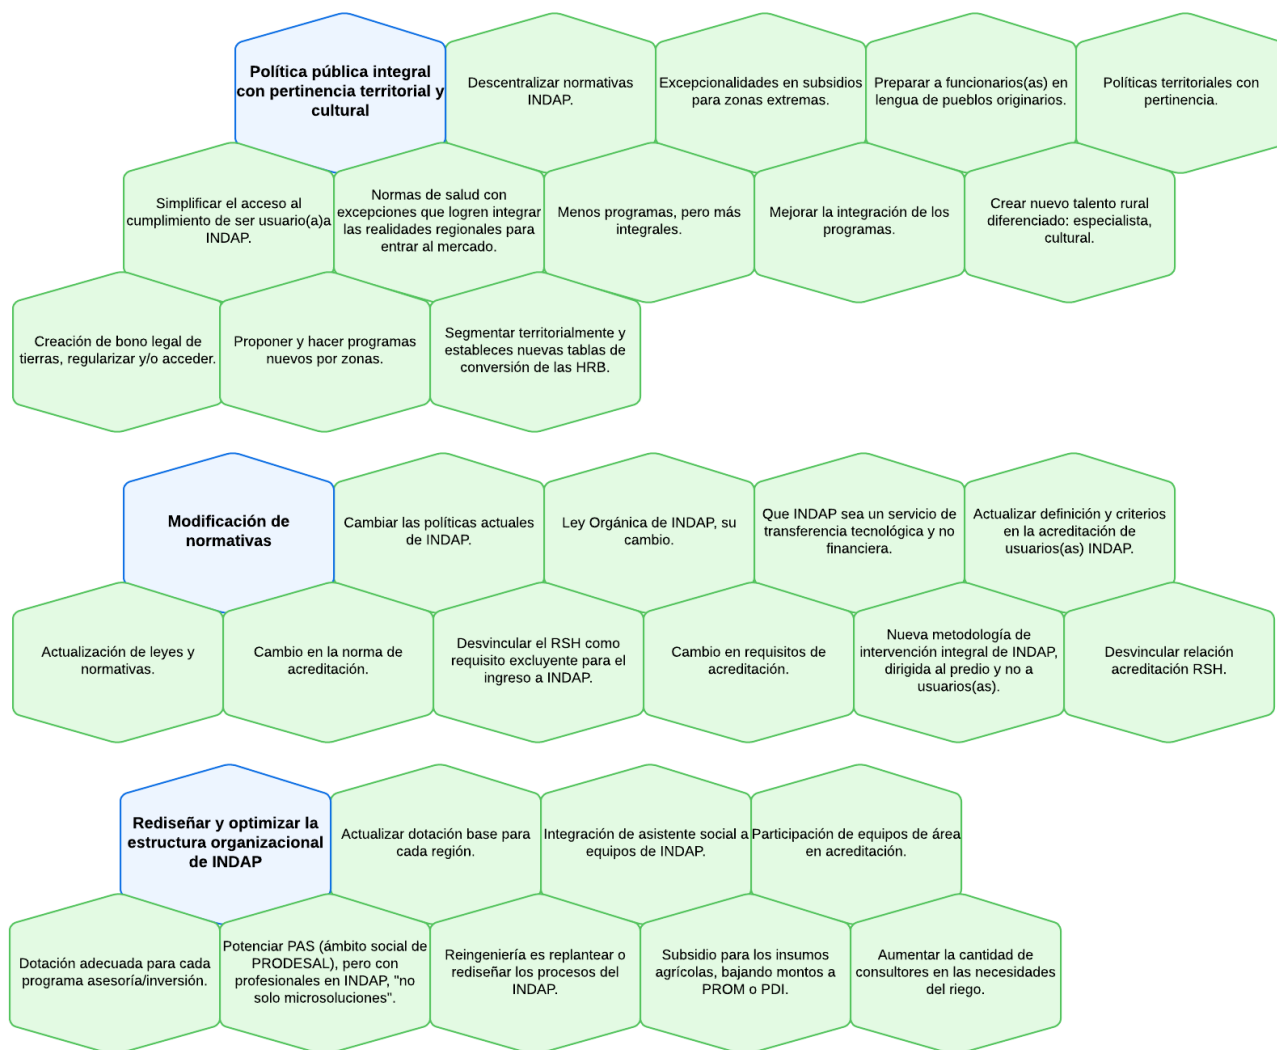 Política pública integral
con pertinencia territorial y
cultural
Descentralizar normativas
INDAP.
Excepcionalidades en subsidios
para zonas extremas.
Preparar a funcionarios(as) en
lengua de pueblos originarios.
Políticas territoriales con
pertinencia.
Simplificar el acceso al
cumplimiento de ser usuario(a)a
INDAP.
Normas de salud con
excepciones que logren integrar
las realidades regionales para
entrar al mercado.
Menos programas, pero más
integrales.
Mejorar la integración de los
programas.
Crear nuevo talento rural
diferenciado: especialista,
cultural.
Creación de bono legal de
tierras, regularizar y/o acceder.
Proponer y hacer programas
nuevos por zonas.
Segmentar territorialmente y
estableces nuevas tablas de
conversión de las HRB.
Modificación de
normativas
Cambiar las políticas actuales
de INDAP.
Ley Orgánica de INDAP, su
cambio.
Que INDAP sea un servicio de
transferencia tecnológica y no
financiera.
Actualizar definición y criterios
en la acreditación de
usuarios(as) INDAP.
Actualización de leyes y
normativas.
Cambio en la norma de
acreditación.
Desvincular el RSH como
requisito excluyente para el
ingreso a INDAP.
Cambio en requisitos de
acreditación.
Nueva metodología de
intervención integral de INDAP,
dirigida al predio y no a
usuarios(as).
Desvincular relación
acreditación RSH.
Rediseñar y optimizar la
estructura organizacional
de INDAP
Actualizar dotación base para
cada región.
Integración de asistente social a
equipos de INDAP.
Participación de equipos de área
en acreditación.
Dotación adecuada para cada
programa asesoría/inversión.
Potenciar PAS (ámbito social de
PRODESAL), pero con
profesionales en INDAP, "no
solo microsoluciones".
Reingeniería es replantear o
rediseñar los procesos del
INDAP.
Subsidio para los insumos
agrícolas, bajando montos a
PROM o PDI.
Aumentar la cantidad de
consultores en las necesidades
del riego.